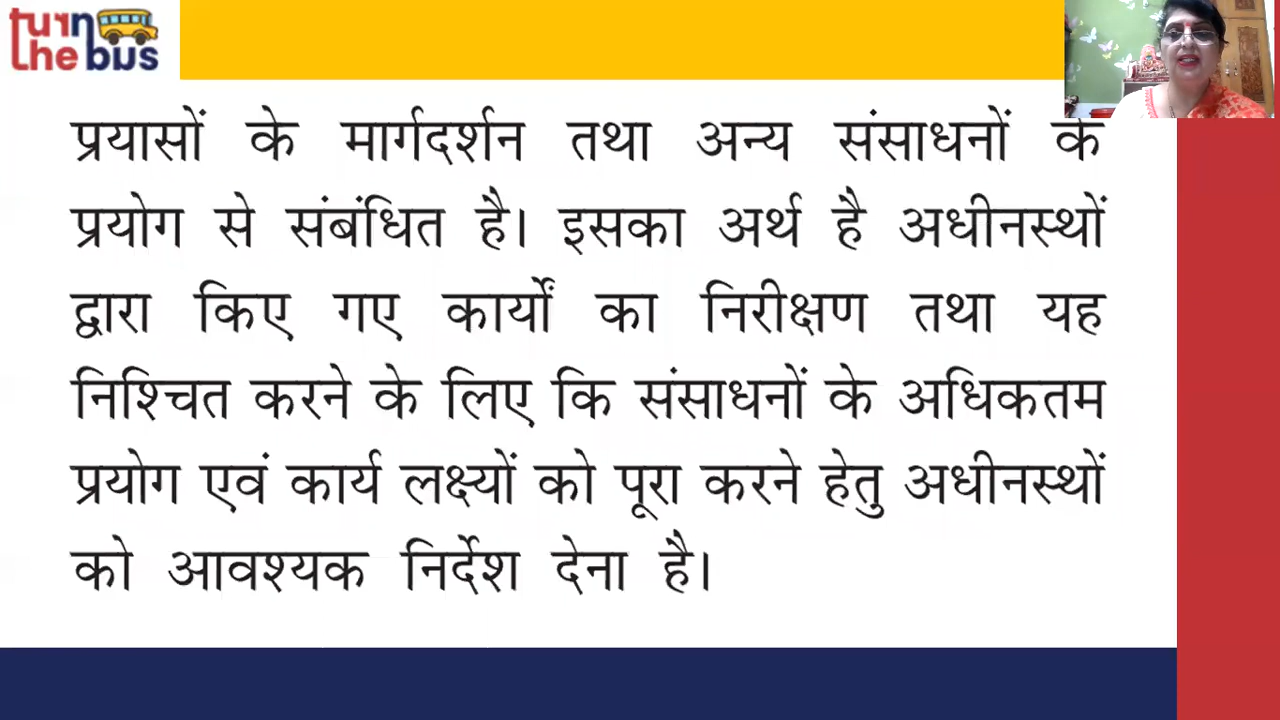 turn
the bus
प्रयासों के मार्गदर्शन तथा अन्य संसाधनों के
प्रयोग से संबंधित है। इसका अर्थ है अधीनस्थों
द्वारा किए गए कार्यों का निरीक्षण तथा यह
निश्चित करने के लिए कि संसाधनों के अधिकतम
प्रयोग एवं कार्य लक्ष्यों को पूरा करने हेतु अधीनस्थों
को आवश्यक निर्देश देना है।